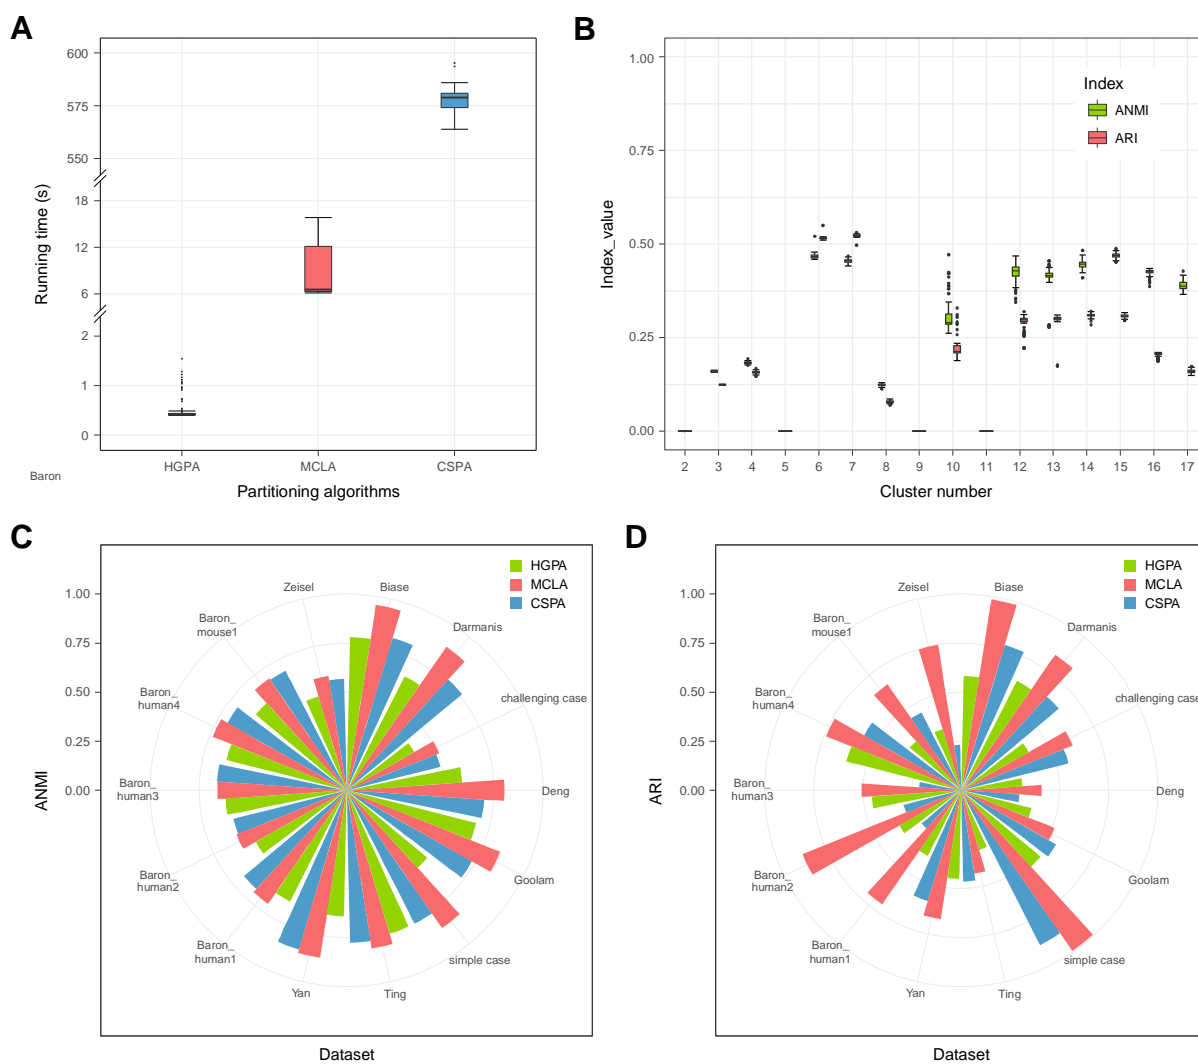 A
600
575
550
18
12
6
2
1
0
Running time (s)
HGPA
MCLA
CSPA
Baron
Partitioning algorithms
B
1.00
0.75
0.50
0.25
0.00
Index_value
Index
ANMI
ARI
2
3
4
5
6
7
8
9
10
11
12
13
14
15
16
17
Cluster number
C
1.00
0.75
0.50
0.25
0.00
ANMI
HGPA
MCLA
CSPA
Zeisel
Biase
Baron_
mouse1
Darmanis
Baron_
human4
challenging case
Baron_
human3
Deng
Baron_
human2
Goolam
Baron_
human1
simple case
Yan
Ting
Dataset
D
1.00
0.75
0.50
0.25
0.00
ARI
HGPA
MCLA
CSPA
Zeisel
Biase
Baron_
mouse1
Darmanis
Baron_
human4
challenging case
Baron_
human3
Deng
Baron_
human2
Goolam
Baron_
human1
simple case
Yan
Ting
Dataset